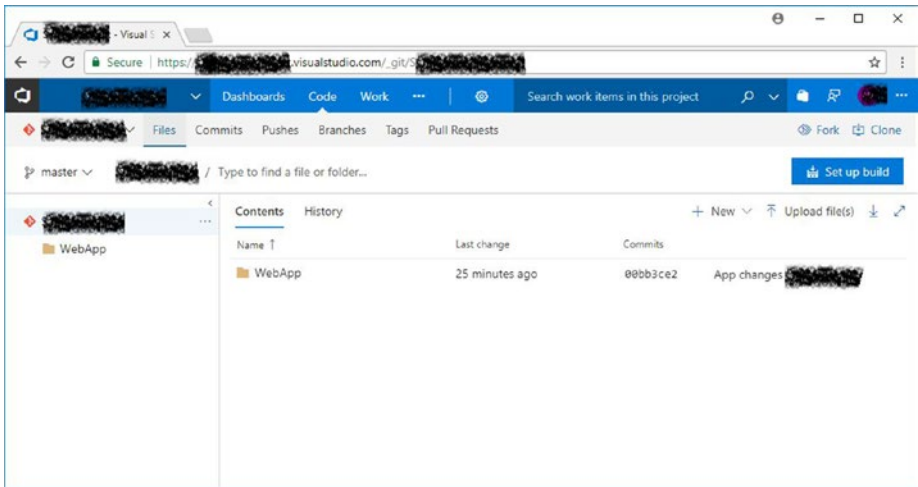 - Visual S
Secure | https:// .visualstudio.com/_git/S
Dashboards Code Work ... Search work items in this project
Files Commits Pushes Branches Tags Pull Requests Fork Clone
master / Type to find a file or folder... Set up build
Contents History + New Upload file(s)
WebApp
Name ↑ Last change Commits
WebApp 25 minutes ago 00bb3ce2 App changes